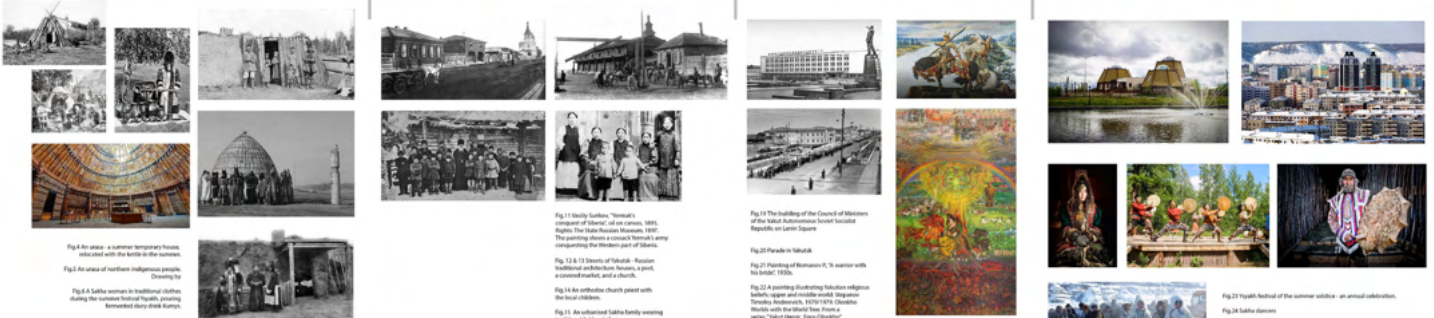 Fig.4 An urasa - a summer temporary house,
relocated with the kettle in the summer.
Fig.5 An urasa of northern indigenous people.
Drawing by
Fig.6 A Sakha woman in traditional clothes
during the summer festival Ysyakh, pouring
fermented dairy drink Kumys.
Fig.11 Vasily Surikov, "Yermak's
conquest of Siberia", oil on canvas. 1895.
Rights: The State Russian Museum, 1897.
The painting shows a cossack Yermak's army
conquesting the Western part of Siberia.
Fig. 12 & 13 Streets of Yakutsk - Russian
traditional architecture houses, a post,
a covered market, and a church.
Fig.14 An orthodox church priest with
the local children.
Fig.15 An urbanised Sakha family wearing
Fig.19 The building of the Council of Ministers
of the Yakut Autonomous Soviet Socialist
Republic on Lenin Square
Fig.20 Parade in Yakutsk
Fig.21 Painting of Romanov P, "A warrior with
his bride", 1930s.
Fig.22 A painting illustrating Yakutian religious
beliefs: upper and middle world. Stepanov
Timofey Andreevich, 1979/1979. Olonkho
Worlds with the World Tree. From a
series "Yakut Heroic Epos Olonkho"
Fig.23 Ysyakh festival of the summer solstice - an annual celebration.
Fig.24 Sakha dancers